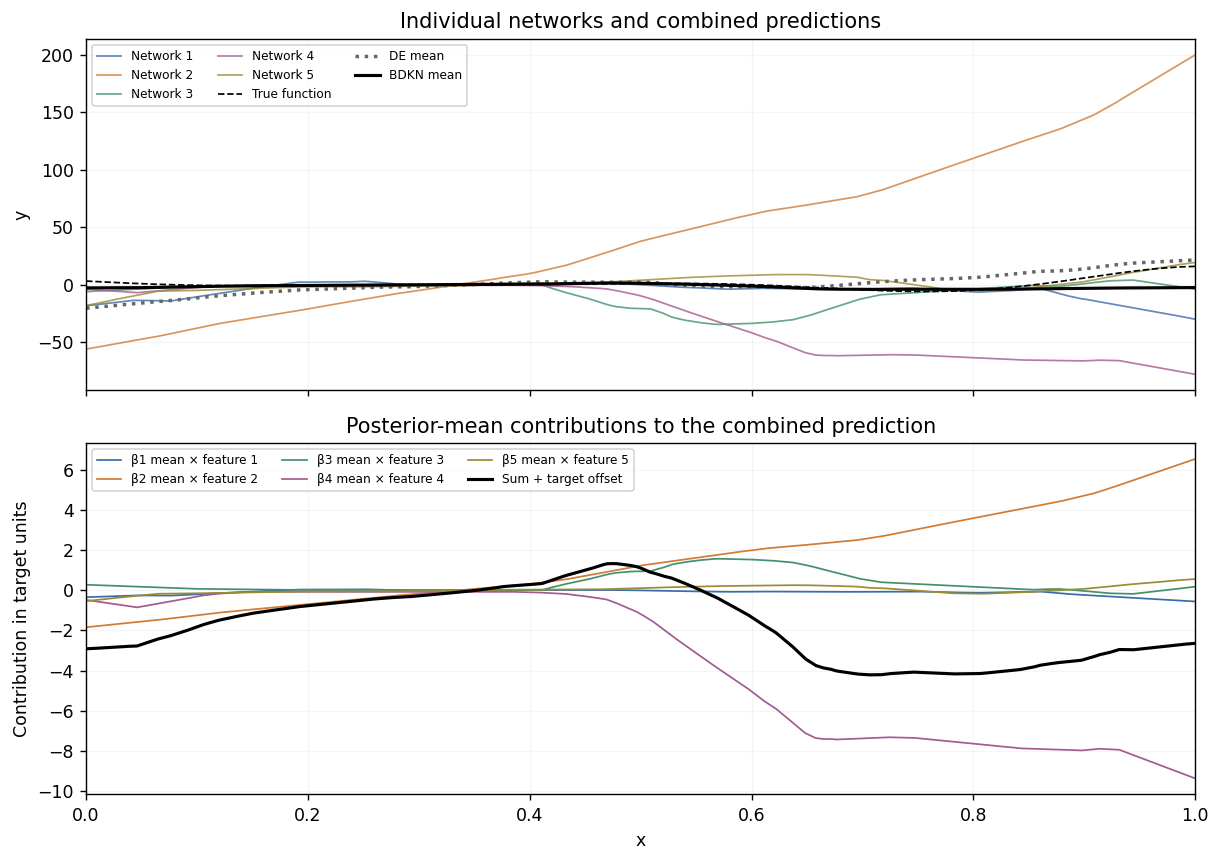 Individual networks and combined predictions
Network 1
Network 2
Network 3
Network 4
Network 5
True function
DE mean
BDKN mean
200
150
100
50
0
−50
y
Posterior-mean contributions to the combined prediction
β1 mean × feature 1
β2 mean × feature 2
β3 mean × feature 3
β4 mean × feature 4
β5 mean × feature 5
Sum + target offset
6
4
2
0
−2
−4
−6
−8
−10
Contribution in target units
0.0
0.2
0.4
0.6
0.8
1.0
x